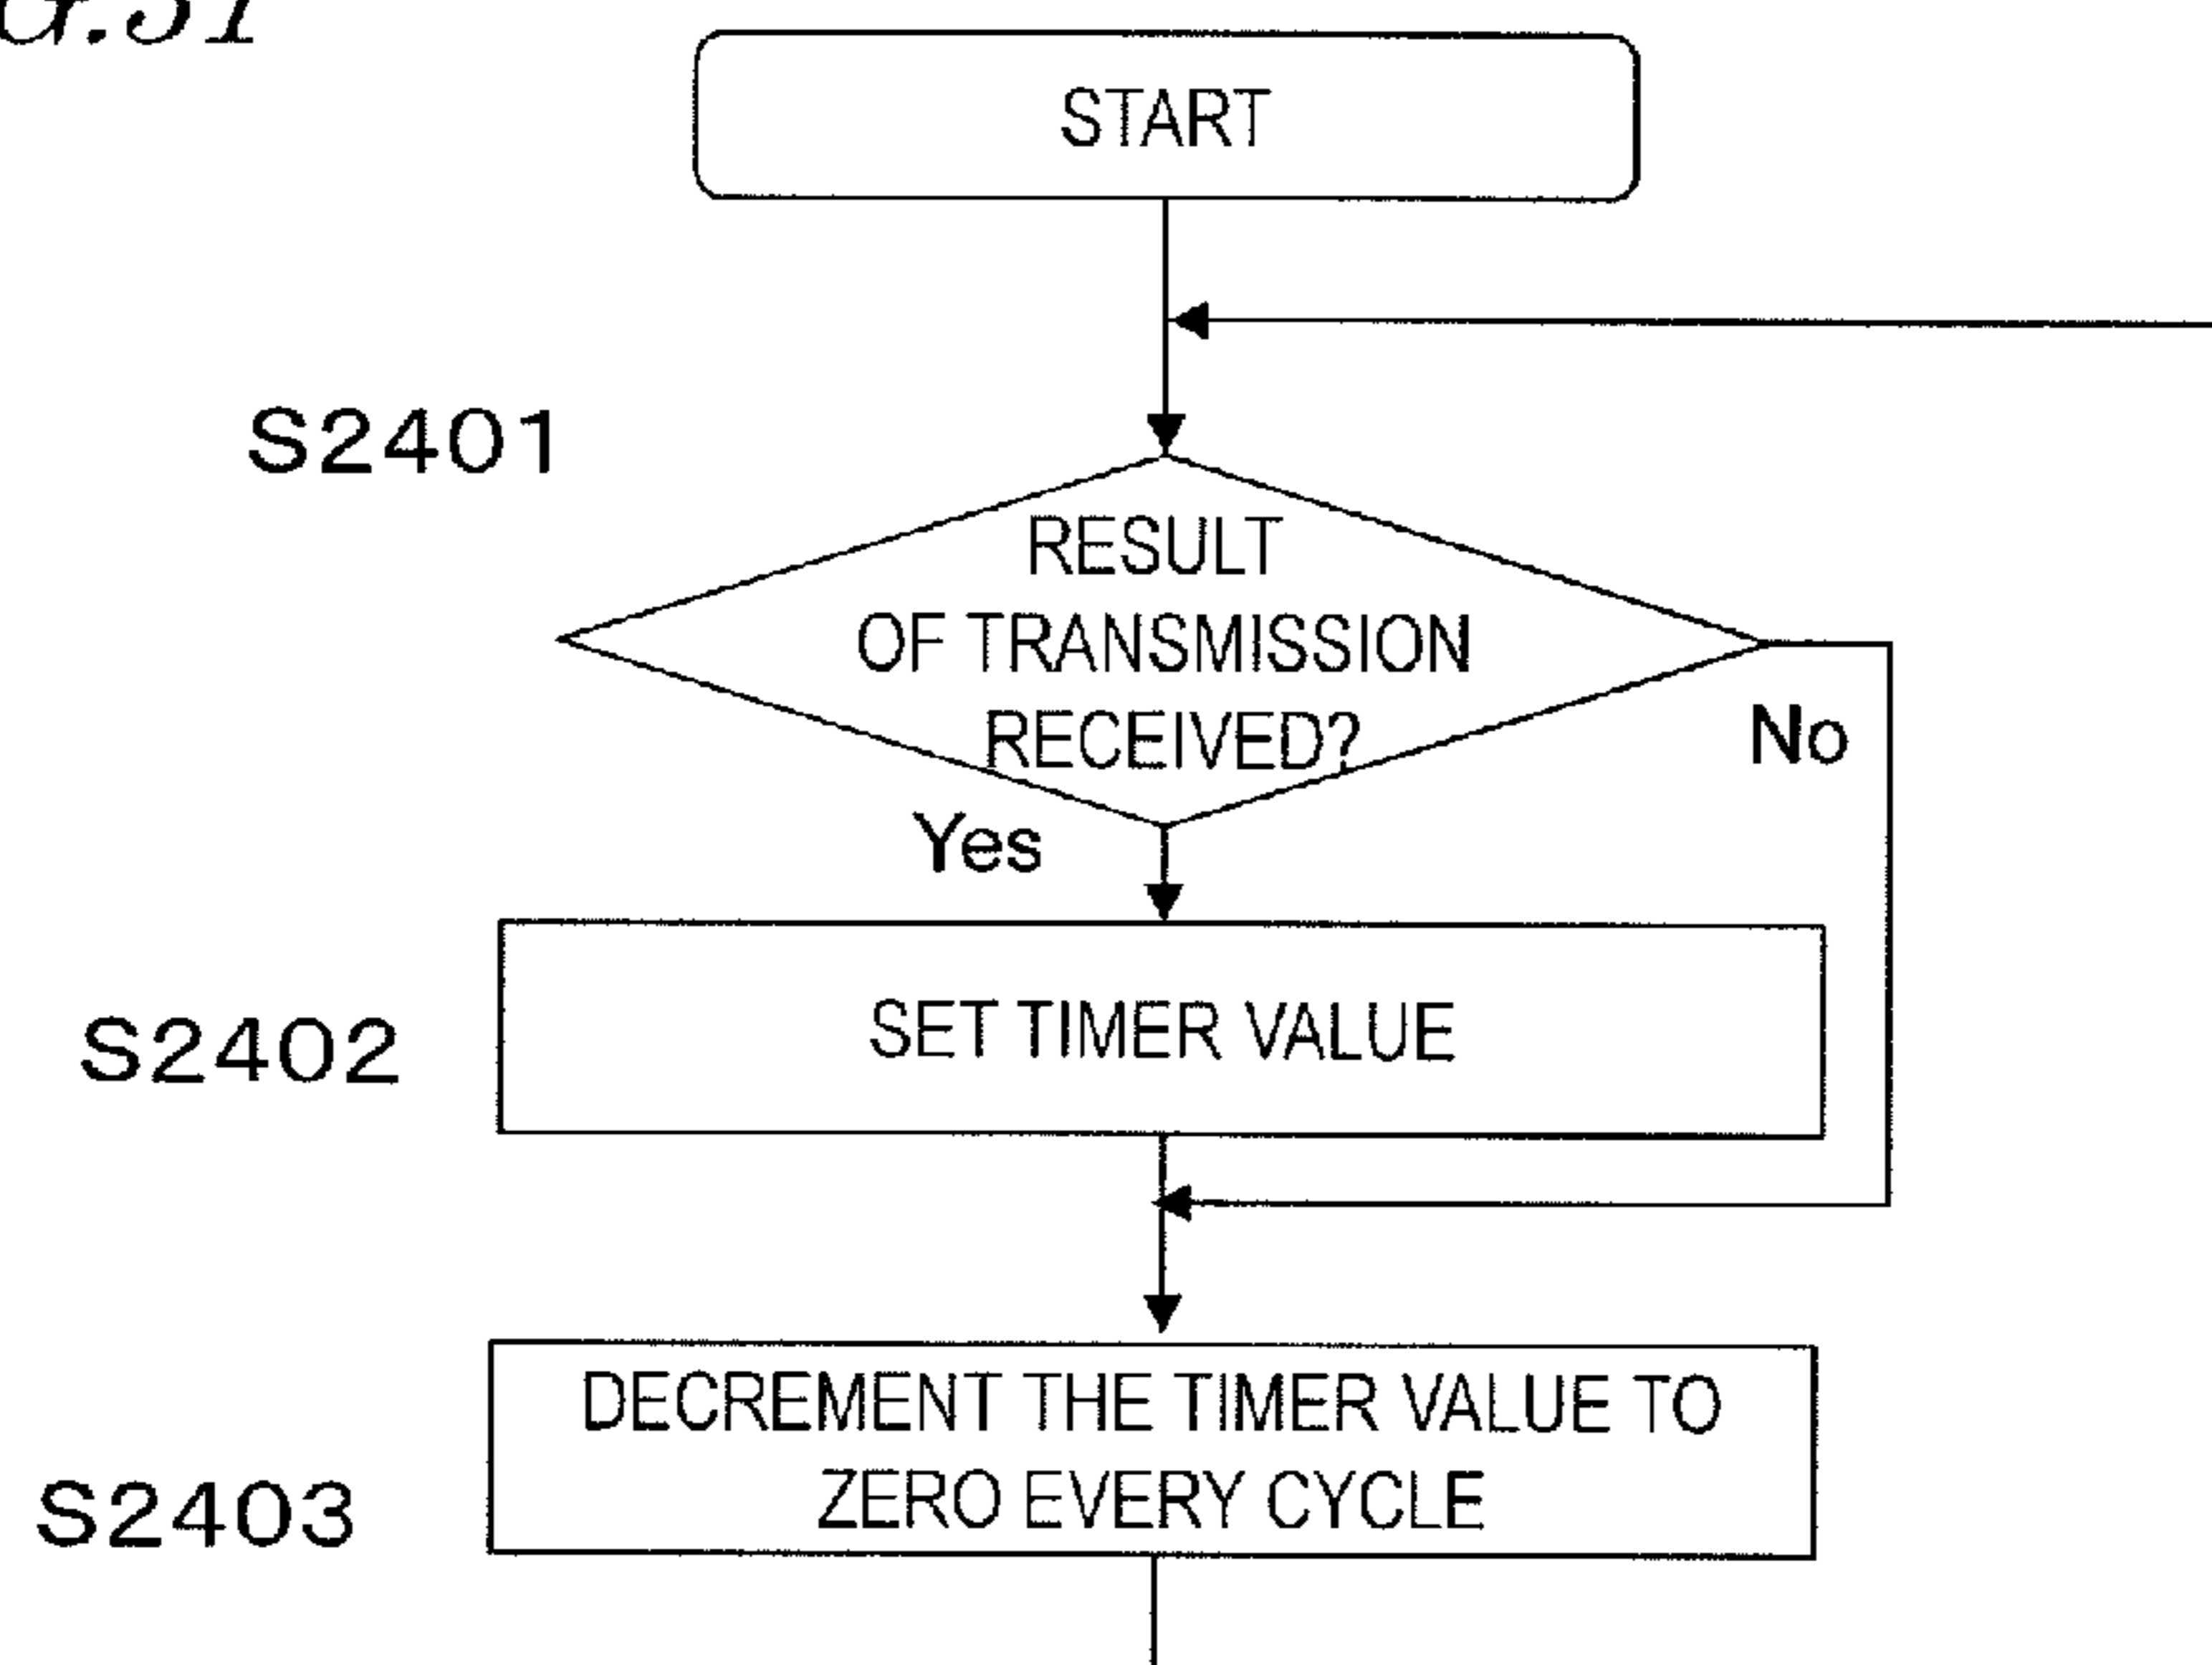 START
S2401
RESULT
OF TRANSMISSION
RECEIVED?
No
Yes
S2402
SET TIMER VALUE
DECREMENT THE TIMER VALUE TO
ZERO EVERY CYCLE
S2403